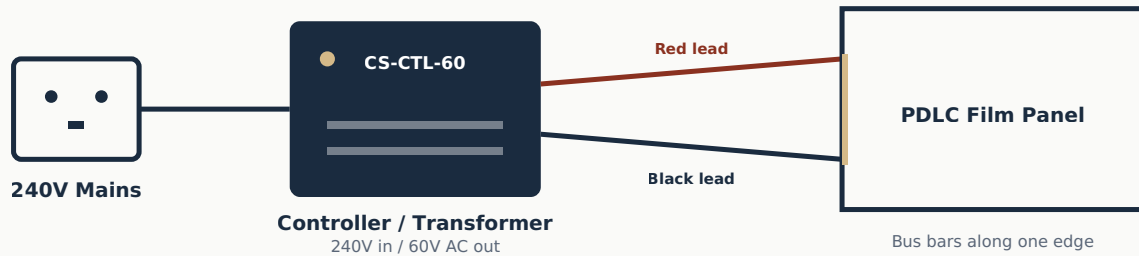 CS-CTL-60
Red lead
PDLC Film Panel
Black lead
240V Mains
Controller / Transformer
240V in / 60V AC out
Bus bars along one edge